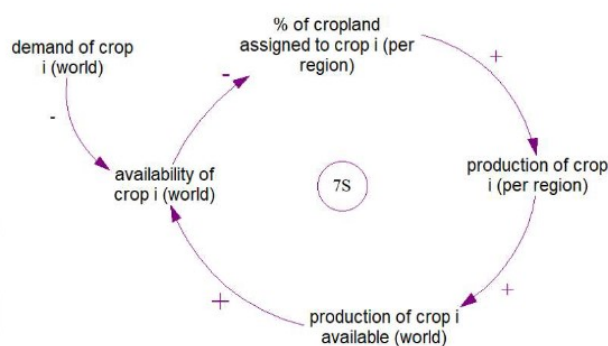 demand of crop
i (world)
-
% of cropland
assigned to crop i (per
region)
-
+
availability of
crop i (world)
7S
production of crop
i (per region)
+
+
production of crop i
available (world)